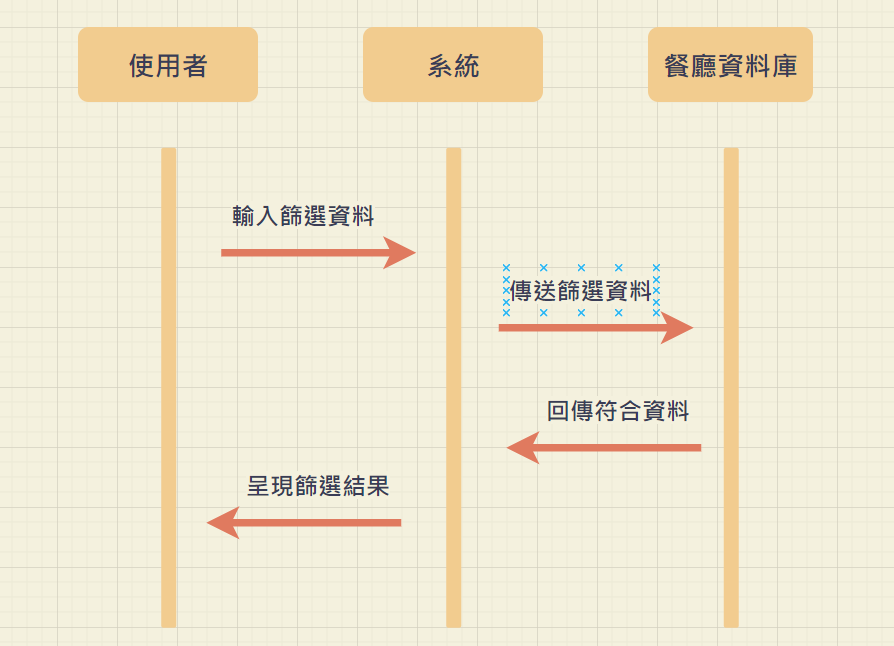 使用者
系統
餐廳資料庫
輸入篩選資料
傳送篩選資料
回傳符合資料
呈現篩選結果